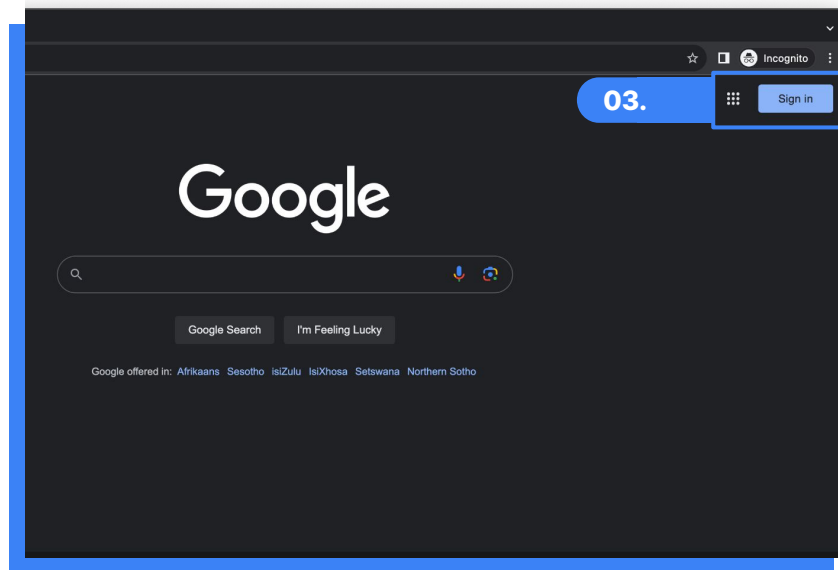 Incognito
03.
Sign in
Google
Google Search I'm Feeling Lucky
Google offered in: Afrikaans Sesotho isiZulu IsiXhosa Setswana Northern Sotho